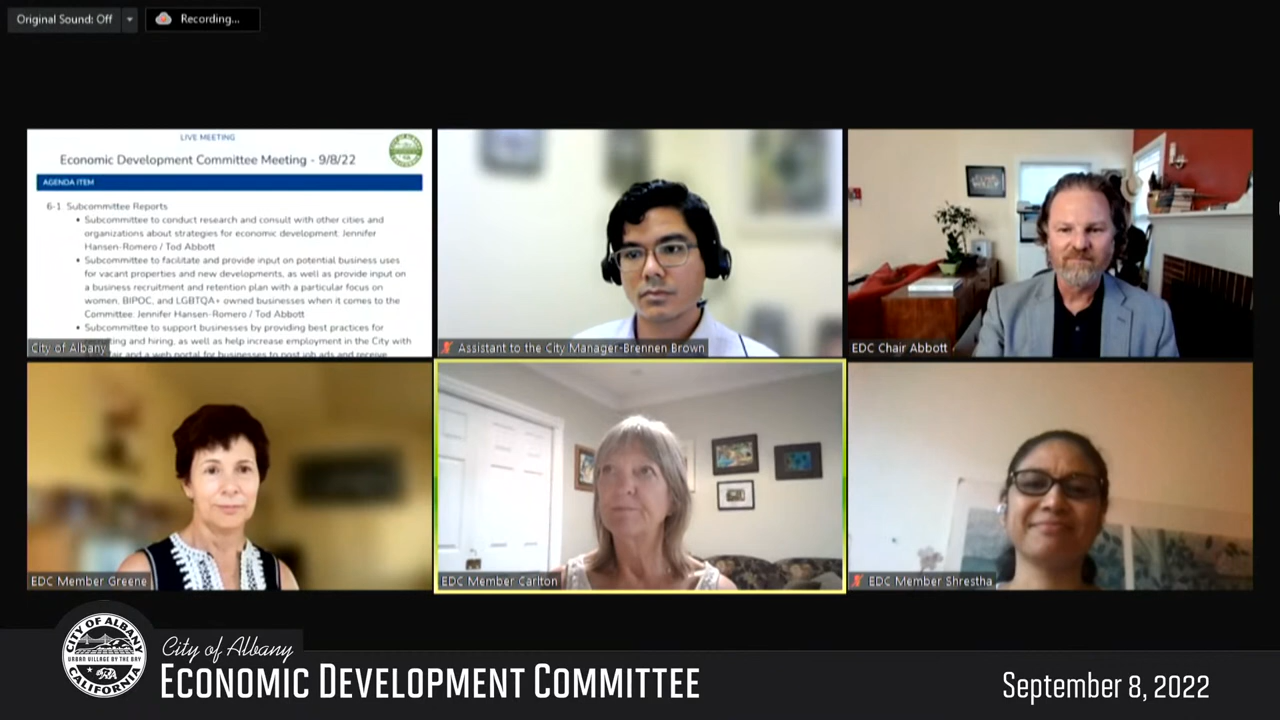 Original Sound: Off
Recording...
LIVE MEETING
Economic Development Committee Meeting - 9/8/22
AGENDA ITEM
6-1 Subcommittee Reports
• Subcommittee to conduct research and consult with other cities and
organizations about strategies for economic development: Jennifer
Hansen-Romero / Tod Abbott
• Subcommittee to facilitate and provide input on potential business uses
for vacant properties and new developments, as well as provide input on
a business recruitment and retention plan with a particular focus on
women, BIPOC, and LGBTQA+ owned businesses when it comes to the
Committee: Jennifer Hansen-Romero / Tod Abbott
• Subcommittee to support businesses by providing best practices for
ting and hiring, as well as help increase employment in the City with
air and a web portal for businesses to post job ads and receive
City of Albany
Assistant to the City Manager-Brennen Brown
EDC Chair Abbott
EDC Member Greene
EDC Member Carlton
EDC Member Shrestha
CITY OF ALBANY
URBAN VILLAGE BY THE BAY
CALIFORNIA
City of Albany
ECONOMIC DEVELOPMENT COMMITTEE
September 8, 2022